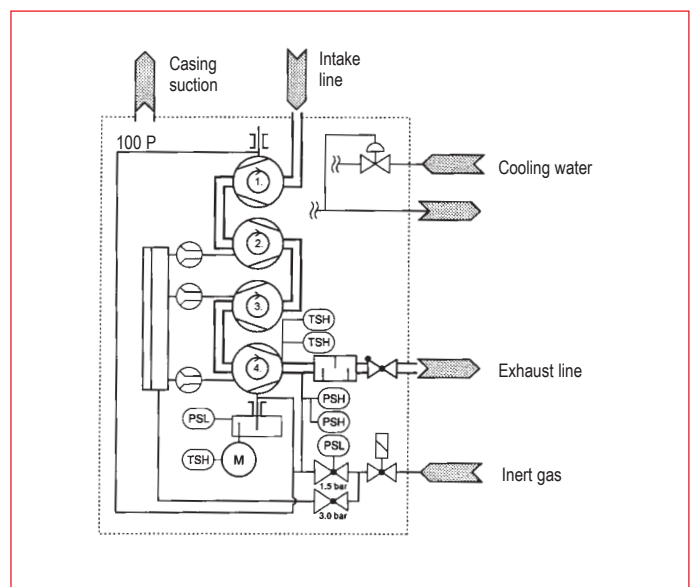 Casing
suction
Intake
line
100 P
Cooling water
1.
2.
3.
TSH
TSH
4.
Exhaust line
PSH
PSL
PSH
PSL
TSH
M
Inert gas
1.5 bar
3.0 bar